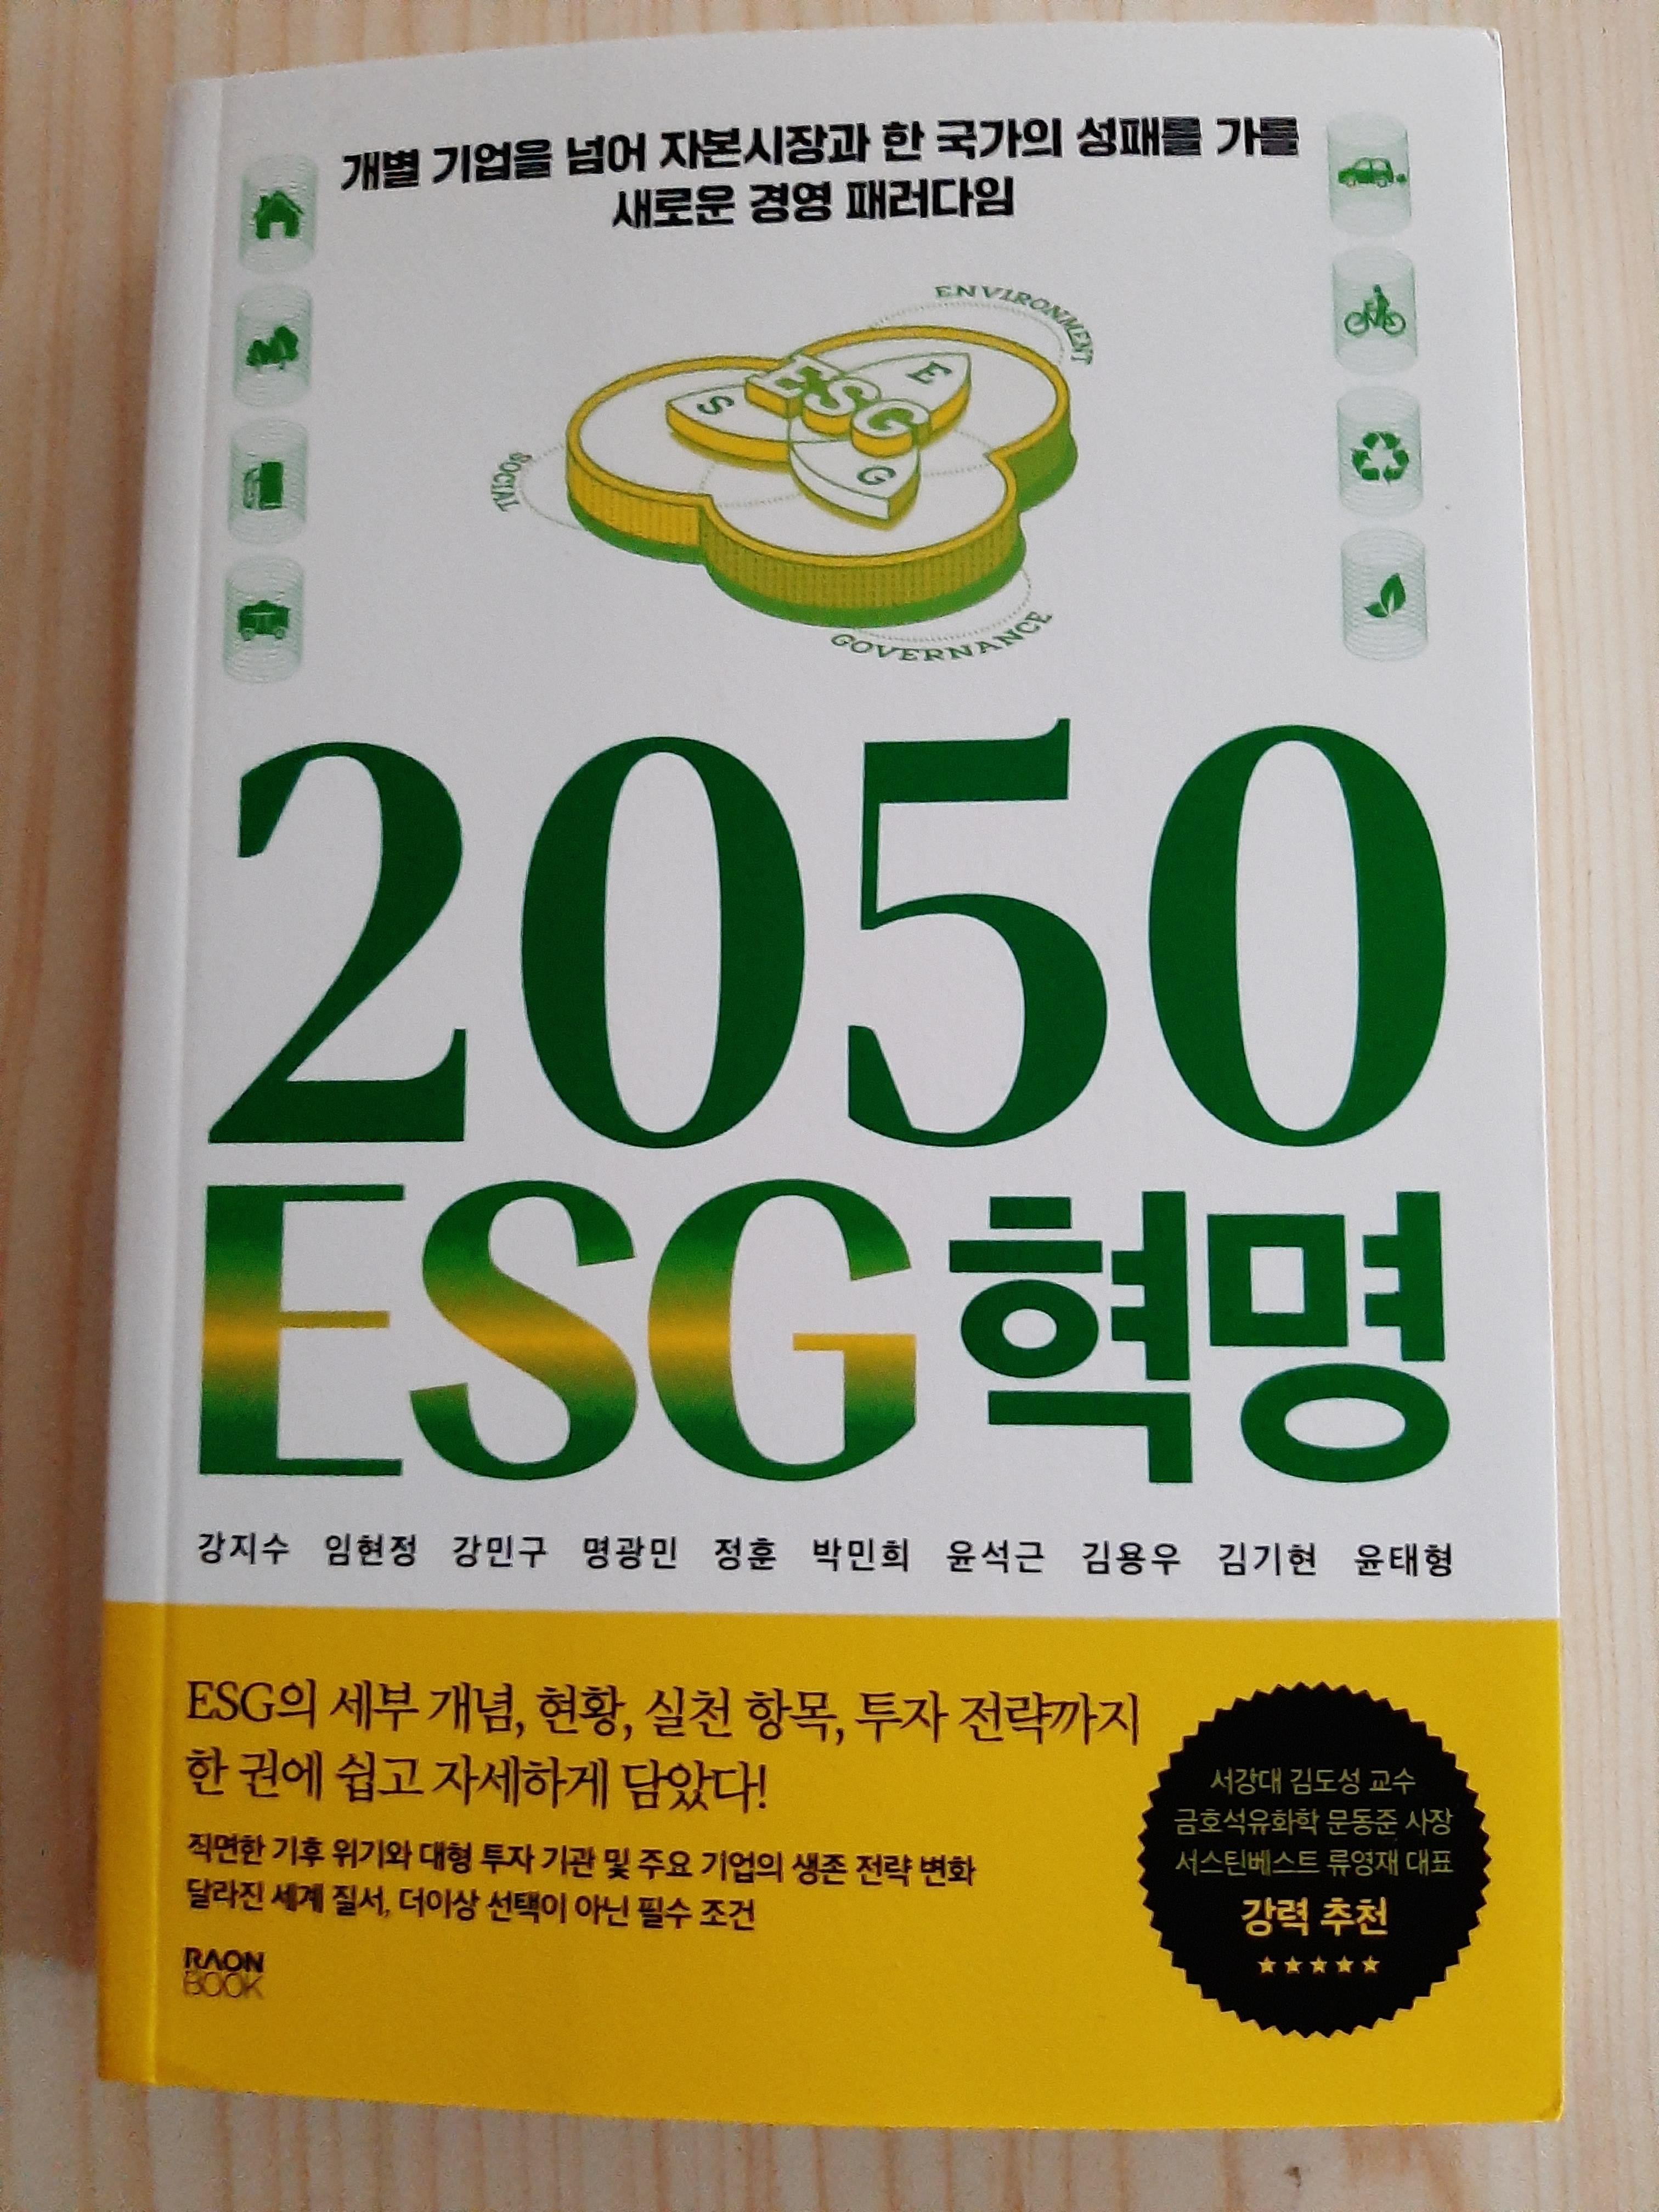 개별 기업을 넘어 자본시장과 한 국가의 성패를 가를
새로운 경영 패러다임
ENVIRONMENT
ESG
E
S
G
SOCIAL
GOVERNANCE
2050
ESG 혁명
강지수 임현정 강민구 명광민 정훈 박민희 윤석근 김용우 김기현 윤태형
ESG의 세부 개념, 현황, 실천 항목, 투자 전략까지
한 권에 쉽고 자세하게 담았다!
직면한 기후 위기와 대형 투자 기관 및 주요 기업의 생존 전략 변화
달라진 세계 질서, 더이상 선택이 아닌 필수 조건
RAON
BOOK
서강대 김도성 교수
금호석유화학 문동준 사장
서스틴베스트 류영재 대표
강력 추천
★★★★★